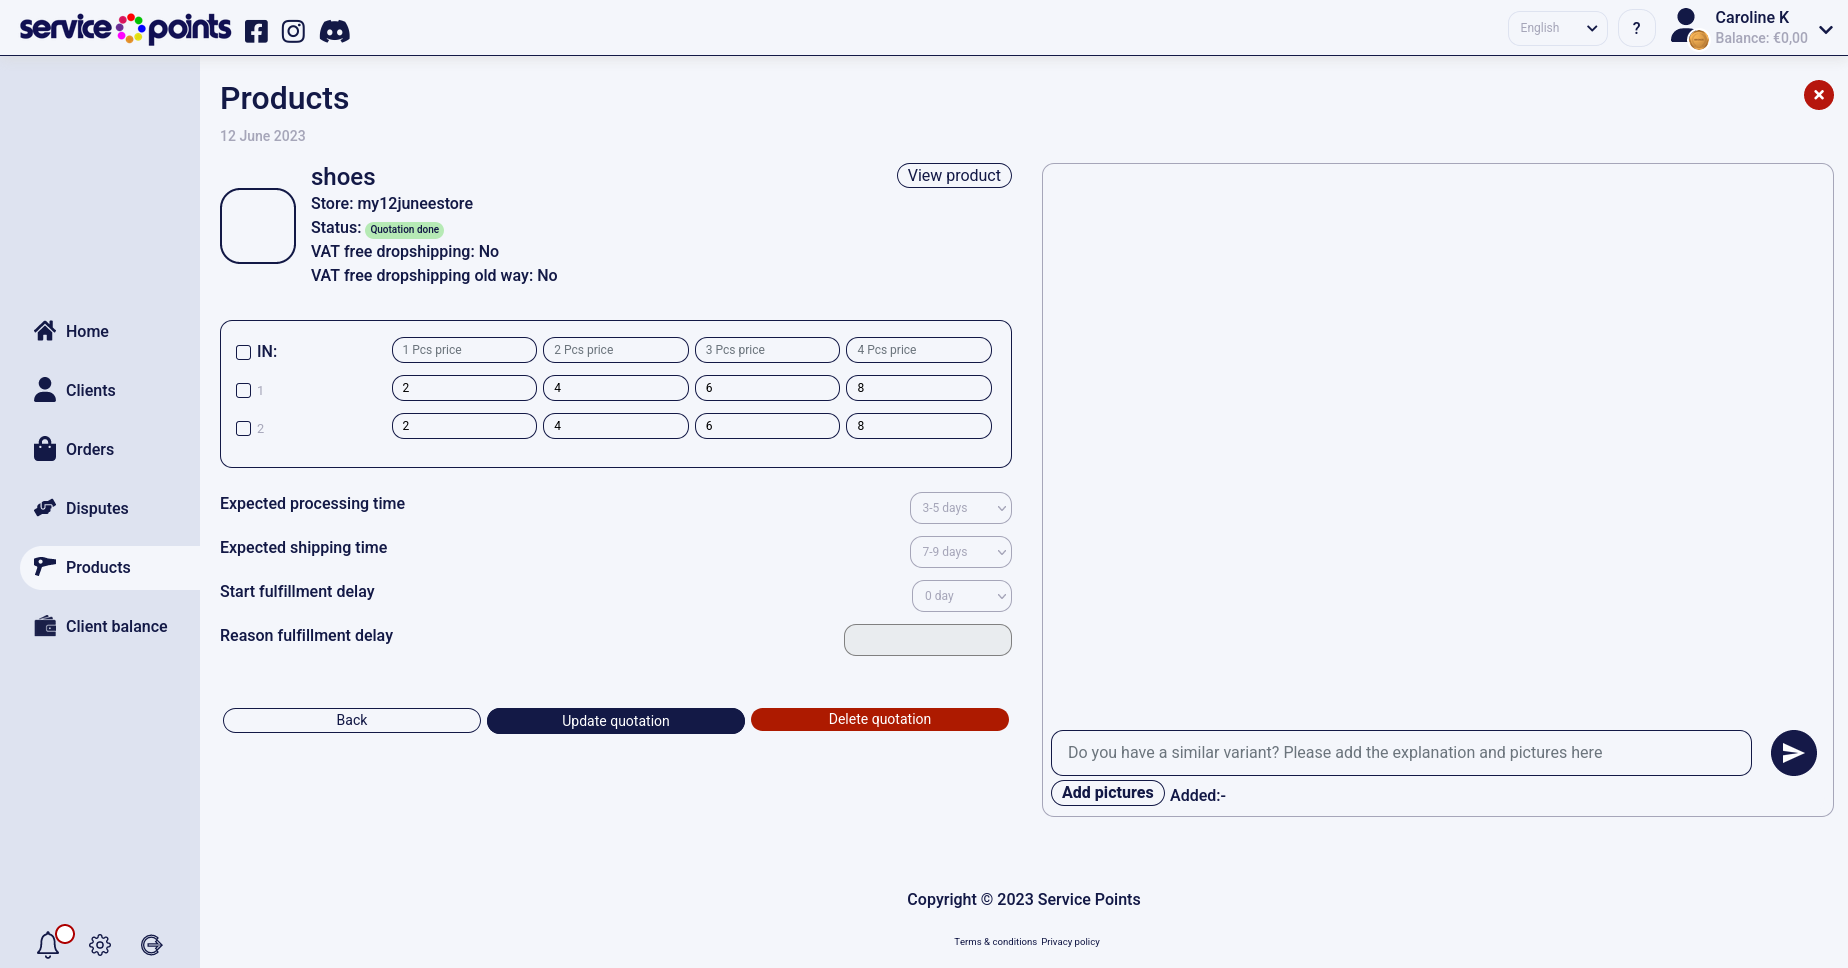 service points
English
?
Caroline K
Balance: €0,00
Products
12 June 2023
shoes
View product
Store: my12juneestore
Status: Quotation done
VAT free dropshipping: No
VAT free dropshipping old way: No
Home
Clients
Orders
Disputes
Products
Client balance
IN: 1 Pcs price 2 Pcs price 3 Pcs price 4 Pcs price
1 2 4 6 8
2 2 4 6 8
Expected processing time 3-5 days
Expected shipping time 7-9 days
Start fulfillment delay 0 day
Reason fulfillment delay
Back Update quotation Delete quotation
Do you have a similar variant? Please add the explanation and pictures here
Add pictures Added:-
Copyright © 2023 Service Points
Terms & conditions Privacy policy